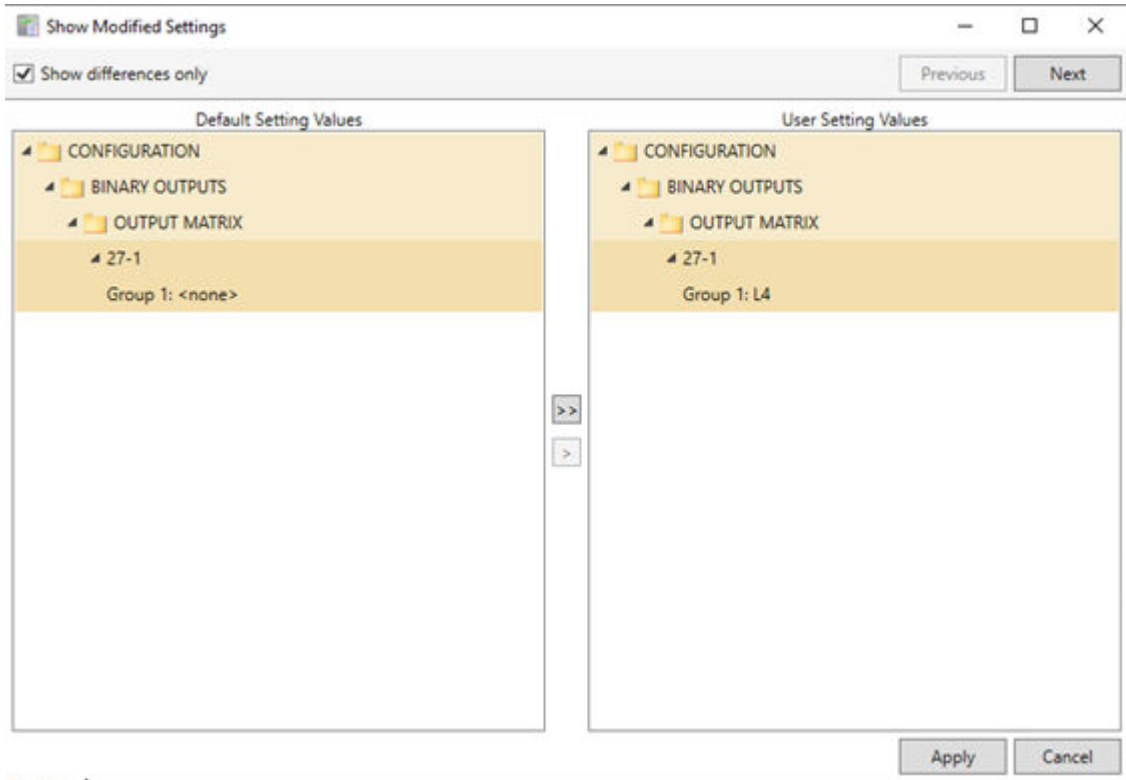 Show Modified Settings
Show differences only
Previous
Next
Default Setting Values
User Setting Values
CONFIGURATION
BINARY OUTPUTS
OUTPUT MATRIX
27-1
Group 1: <none>
CONFIGURATION
BINARY OUTPUTS
OUTPUT MATRIX
27-1
Group 1: L4
>>
>
Apply
Cancel